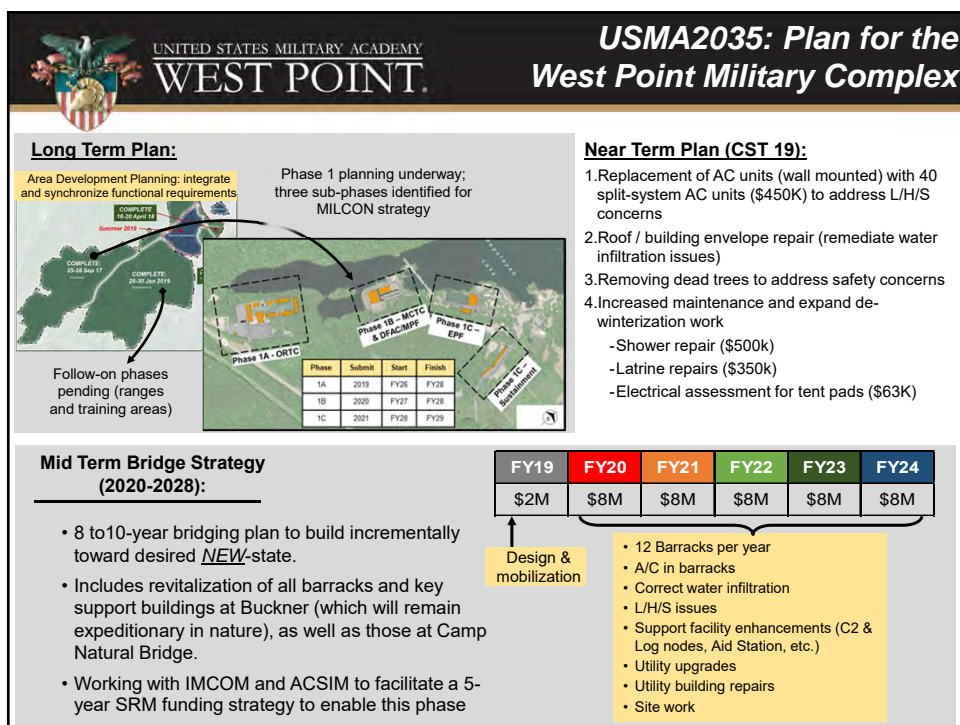 UNITED STATES MILITARY ACADEMY
WEST POINT.
USMA2035: Plan for the
West Point Military Complex
Long Term Plan:
Area Development Planning: integrate
and synchronize functional requirements
Phase 1 planning underway;
three sub-phases identified for
MILCON strategy
COMPLETE
16-20 April 18
Summer 2019
COMPLETE:
25-28 Sep 17
COMPLETE:
29-30 Jan 2019
Follow-on phases
pending (ranges
and training areas)
Phase 1A - ORTC
Phase 1B – MCTC
& DFAC/MPF
Phase 1C –
EPF
Phase 1C –
Sustainment
Phase Submit Start Finish
1A 2019 FY26 FY28
1B 2020 FY27 FY28
1C 2021 FY28 FY29
Near Term Plan (CST 19):
1.Replacement of AC units (wall mounted) with 40
split-system AC units ($450K) to address L/H/S
concerns
2.Roof / building envelope repair (remediate water
infiltration issues)
3.Removing dead trees to address safety concerns
4.Increased maintenance and expand de-
winterization work
-Shower repair ($500k)
-Latrine repairs ($350k)
-Electrical assessment for tent pads ($63K)
Mid Term Bridge Strategy
(2020-2028):
• 8 to10-year bridging plan to build incrementally
toward desired NEW-state.
• Includes revitalization of all barracks and key
support buildings at Buckner (which will remain
expeditionary in nature), as well as those at Camp
Natural Bridge.
• Working with IMCOM and ACSIM to facilitate a 5-
year SRM funding strategy to enable this phase
FY19 FY20 FY21 FY22 FY23 FY24
$2M $8M $8M $8M $8M $8M
Design &
mobilization
• 12 Barracks per year
• A/C in barracks
• Correct water infiltration
• L/H/S issues
• Support facility enhancements (C2 &
Log nodes, Aid Station, etc.)
• Utility upgrades
• Utility building repairs
• Site work